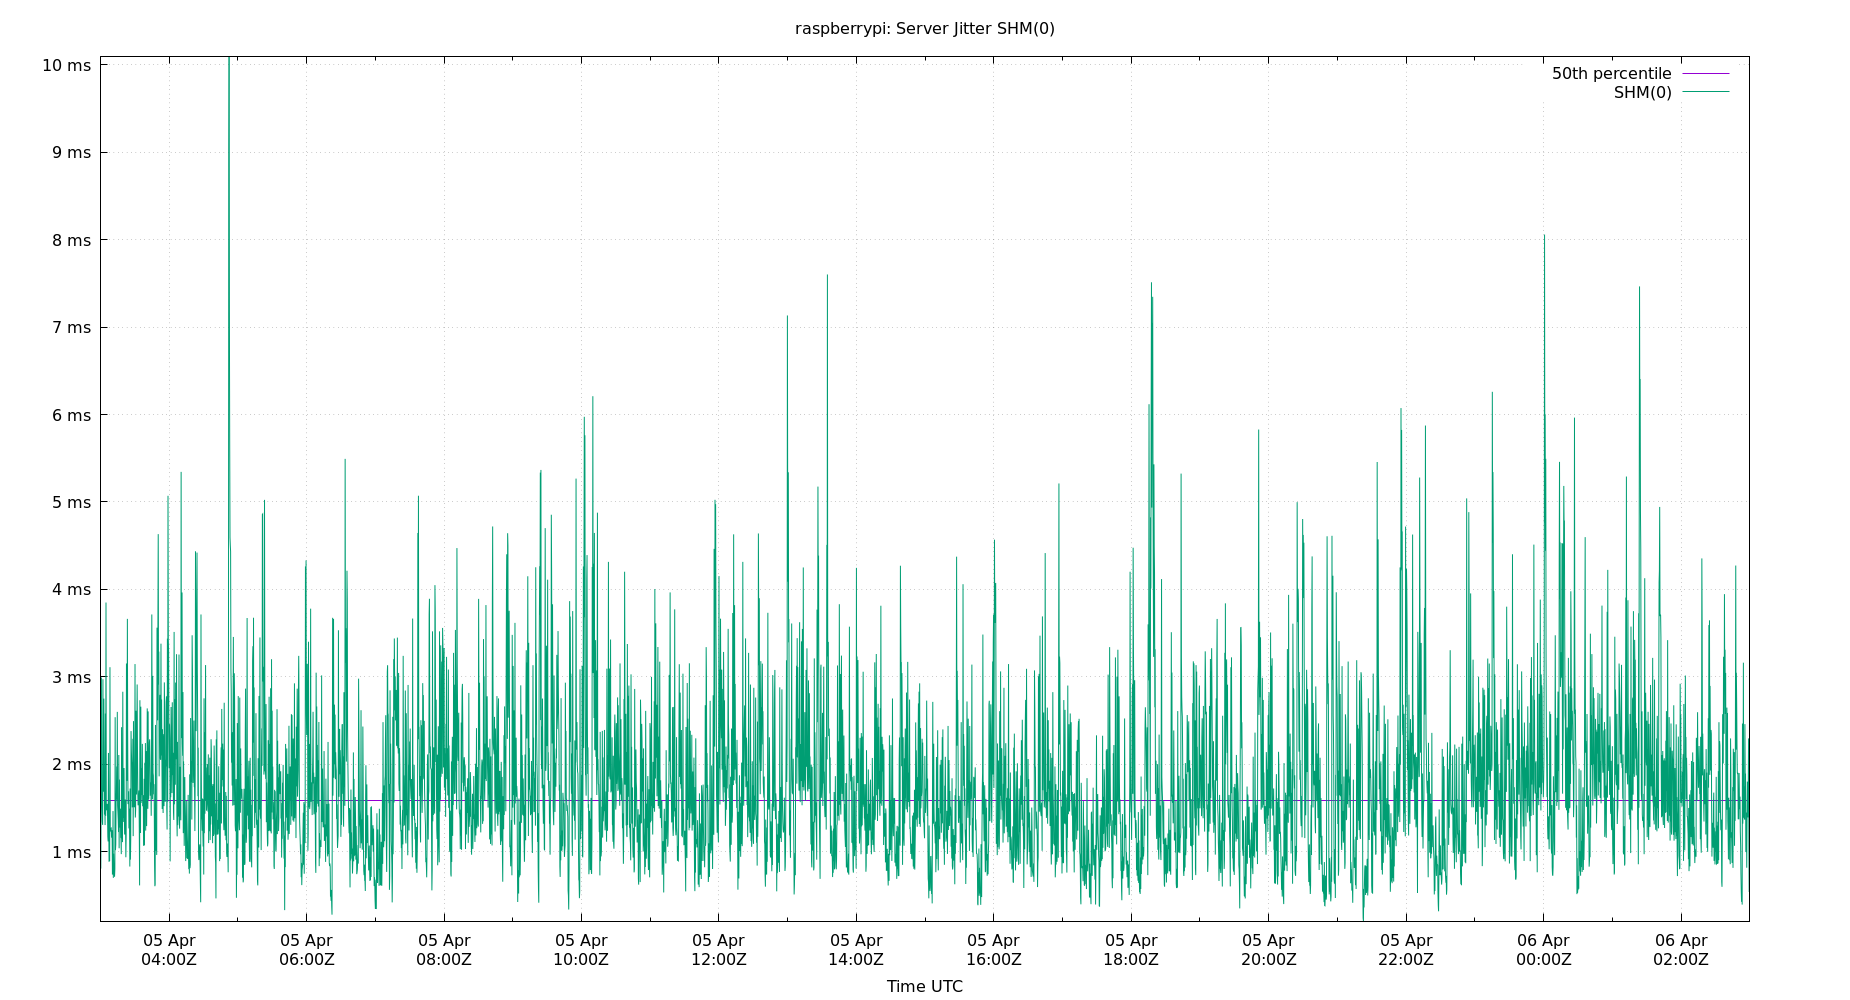 raspberrypi: Server Jitter SHM(0)
50th percentile
SHM(0)
10 ms
9 ms
8 ms
7 ms
6 ms
5 ms
4 ms
3 ms
2 ms
1 ms
05 Apr 05 Apr 05 Apr 05 Apr 05 Apr 05 Apr 05 Apr 05 Apr 05 Apr 05 Apr 06 Apr 06 Apr
04:00Z 06:00Z 08:00Z 10:00Z 12:00Z 14:00Z 16:00Z 18:00Z 20:00Z 22:00Z 00:00Z 02:00Z
Time UTC